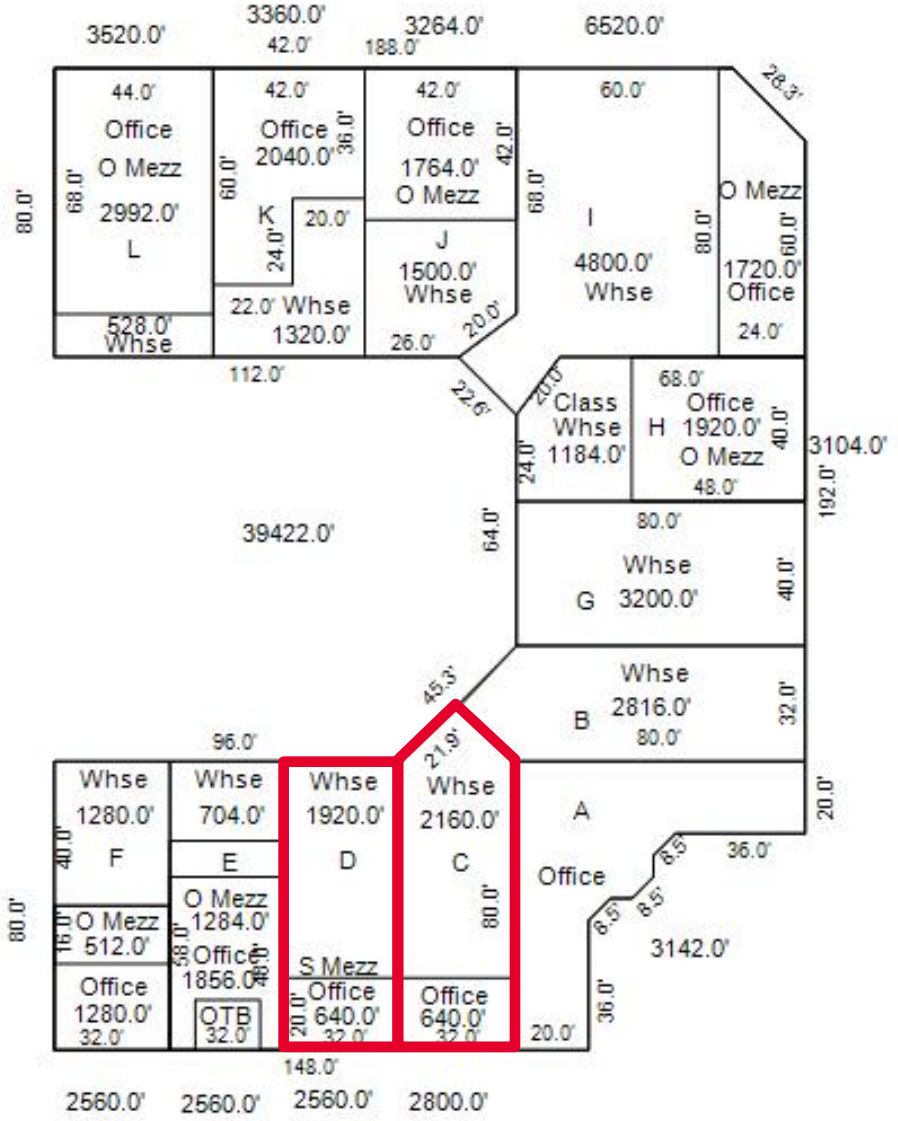 3520.0' 3360.0' 3264.0' 6520.0'
42.0' 188.0'
28.3'
44.0' 42.0' 42.0' 60.0'
Office Office Office
36.0'
42.0'
O Mezz 2040.0' 1764.0'
O Mezz
O Mezz
80.0'
68.0'
60.0'
68.0'
2992.0' K 20.0' I
80.0'
60.0'
L
24.0'
J
1500.0' 4800.0' 1720.0'
Whse Whse Office
22.0' Whse
528.0' 1320.0' 26.0' 20.0' 24.0'
Whse
112.0'
22.6'
20.0'
68.0'
Class Office
Whse H 1920.0'
40.0'
1184.0' O Mezz
3104.0'
24.0'
48.0'
192.0'
39422.0'
64.0'
80.0'
Whse
40.0'
G 3200.0'
45.3'
Whse
2816.0'
32.0'
B 80.0'
96.0'
21.9'
Whse Whse Whse Whse
1280.0' 704.0' 1920.0' 2160.0' A
20.0'
40.0'
F E D C
8.5'
36.0'
Office
80.0'
O Mezz
8.5'
8.5'
80.0'
16.0'
O Mezz 1284.0'
512.0'
58.0'
Office
48.0'
3142.0'
1856.0'
S Mezz
Office Office Office
1280.0'
20.0'
640.0' 640.0'
36.0'
OTB
32.0' 32.0' 32.0' 32.0' 20.0'
148.0'
2560.0' 2560.0' 2560.0' 2800.0'